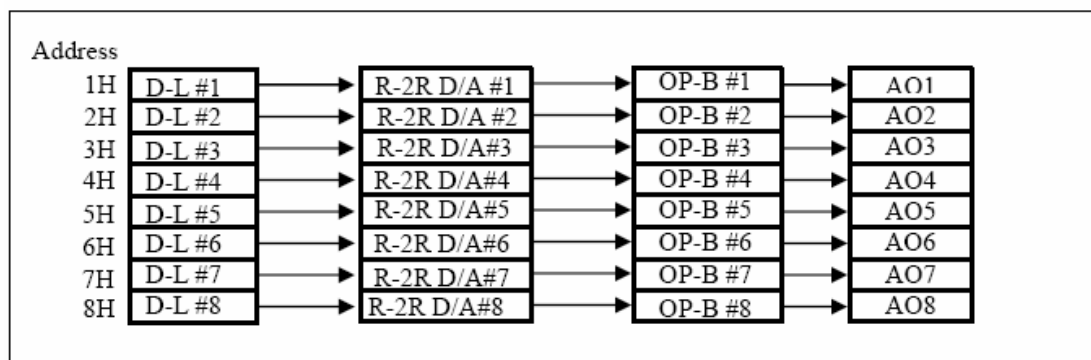 Address
1H D-L #1 R-2R D/A #1 OP-B #1 AO1
2H D-L #2 R-2R D/A #2 OP-B #2 AO2
3H D-L #3 R-2R D/A#3 OP-B #3 AO3
4H D-L #4 R-2R D/A#4 OP-B #4 AO4
5H D-L #5 R-2R D/A#5 OP-B #5 AO5
6H D-L #6 R-2R D/A#6 OP-B #6 AO6
7H D-L #7 R-2R D/A#7 OP-B #7 AO7
8H D-L #8 R-2R D/A#8 OP-B #8 AO8